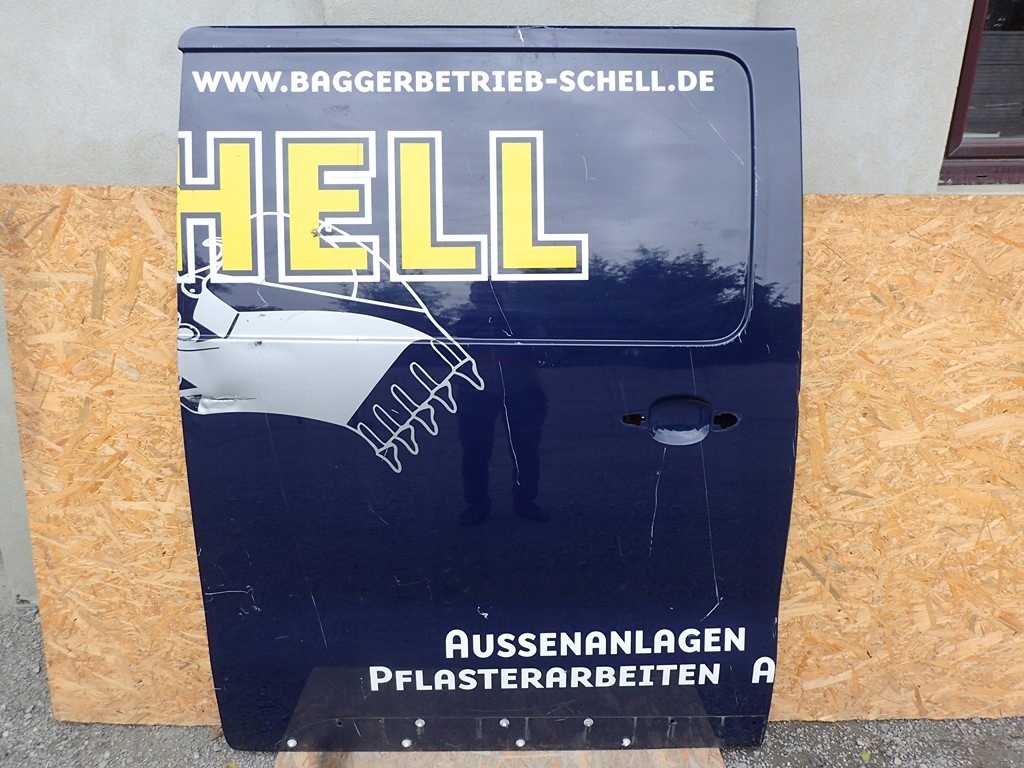 WWW.BAGGERBETRIEB-SCHELL.DE
HELL
AUSSENANLAGEN
PFLASTERARBEITEN A